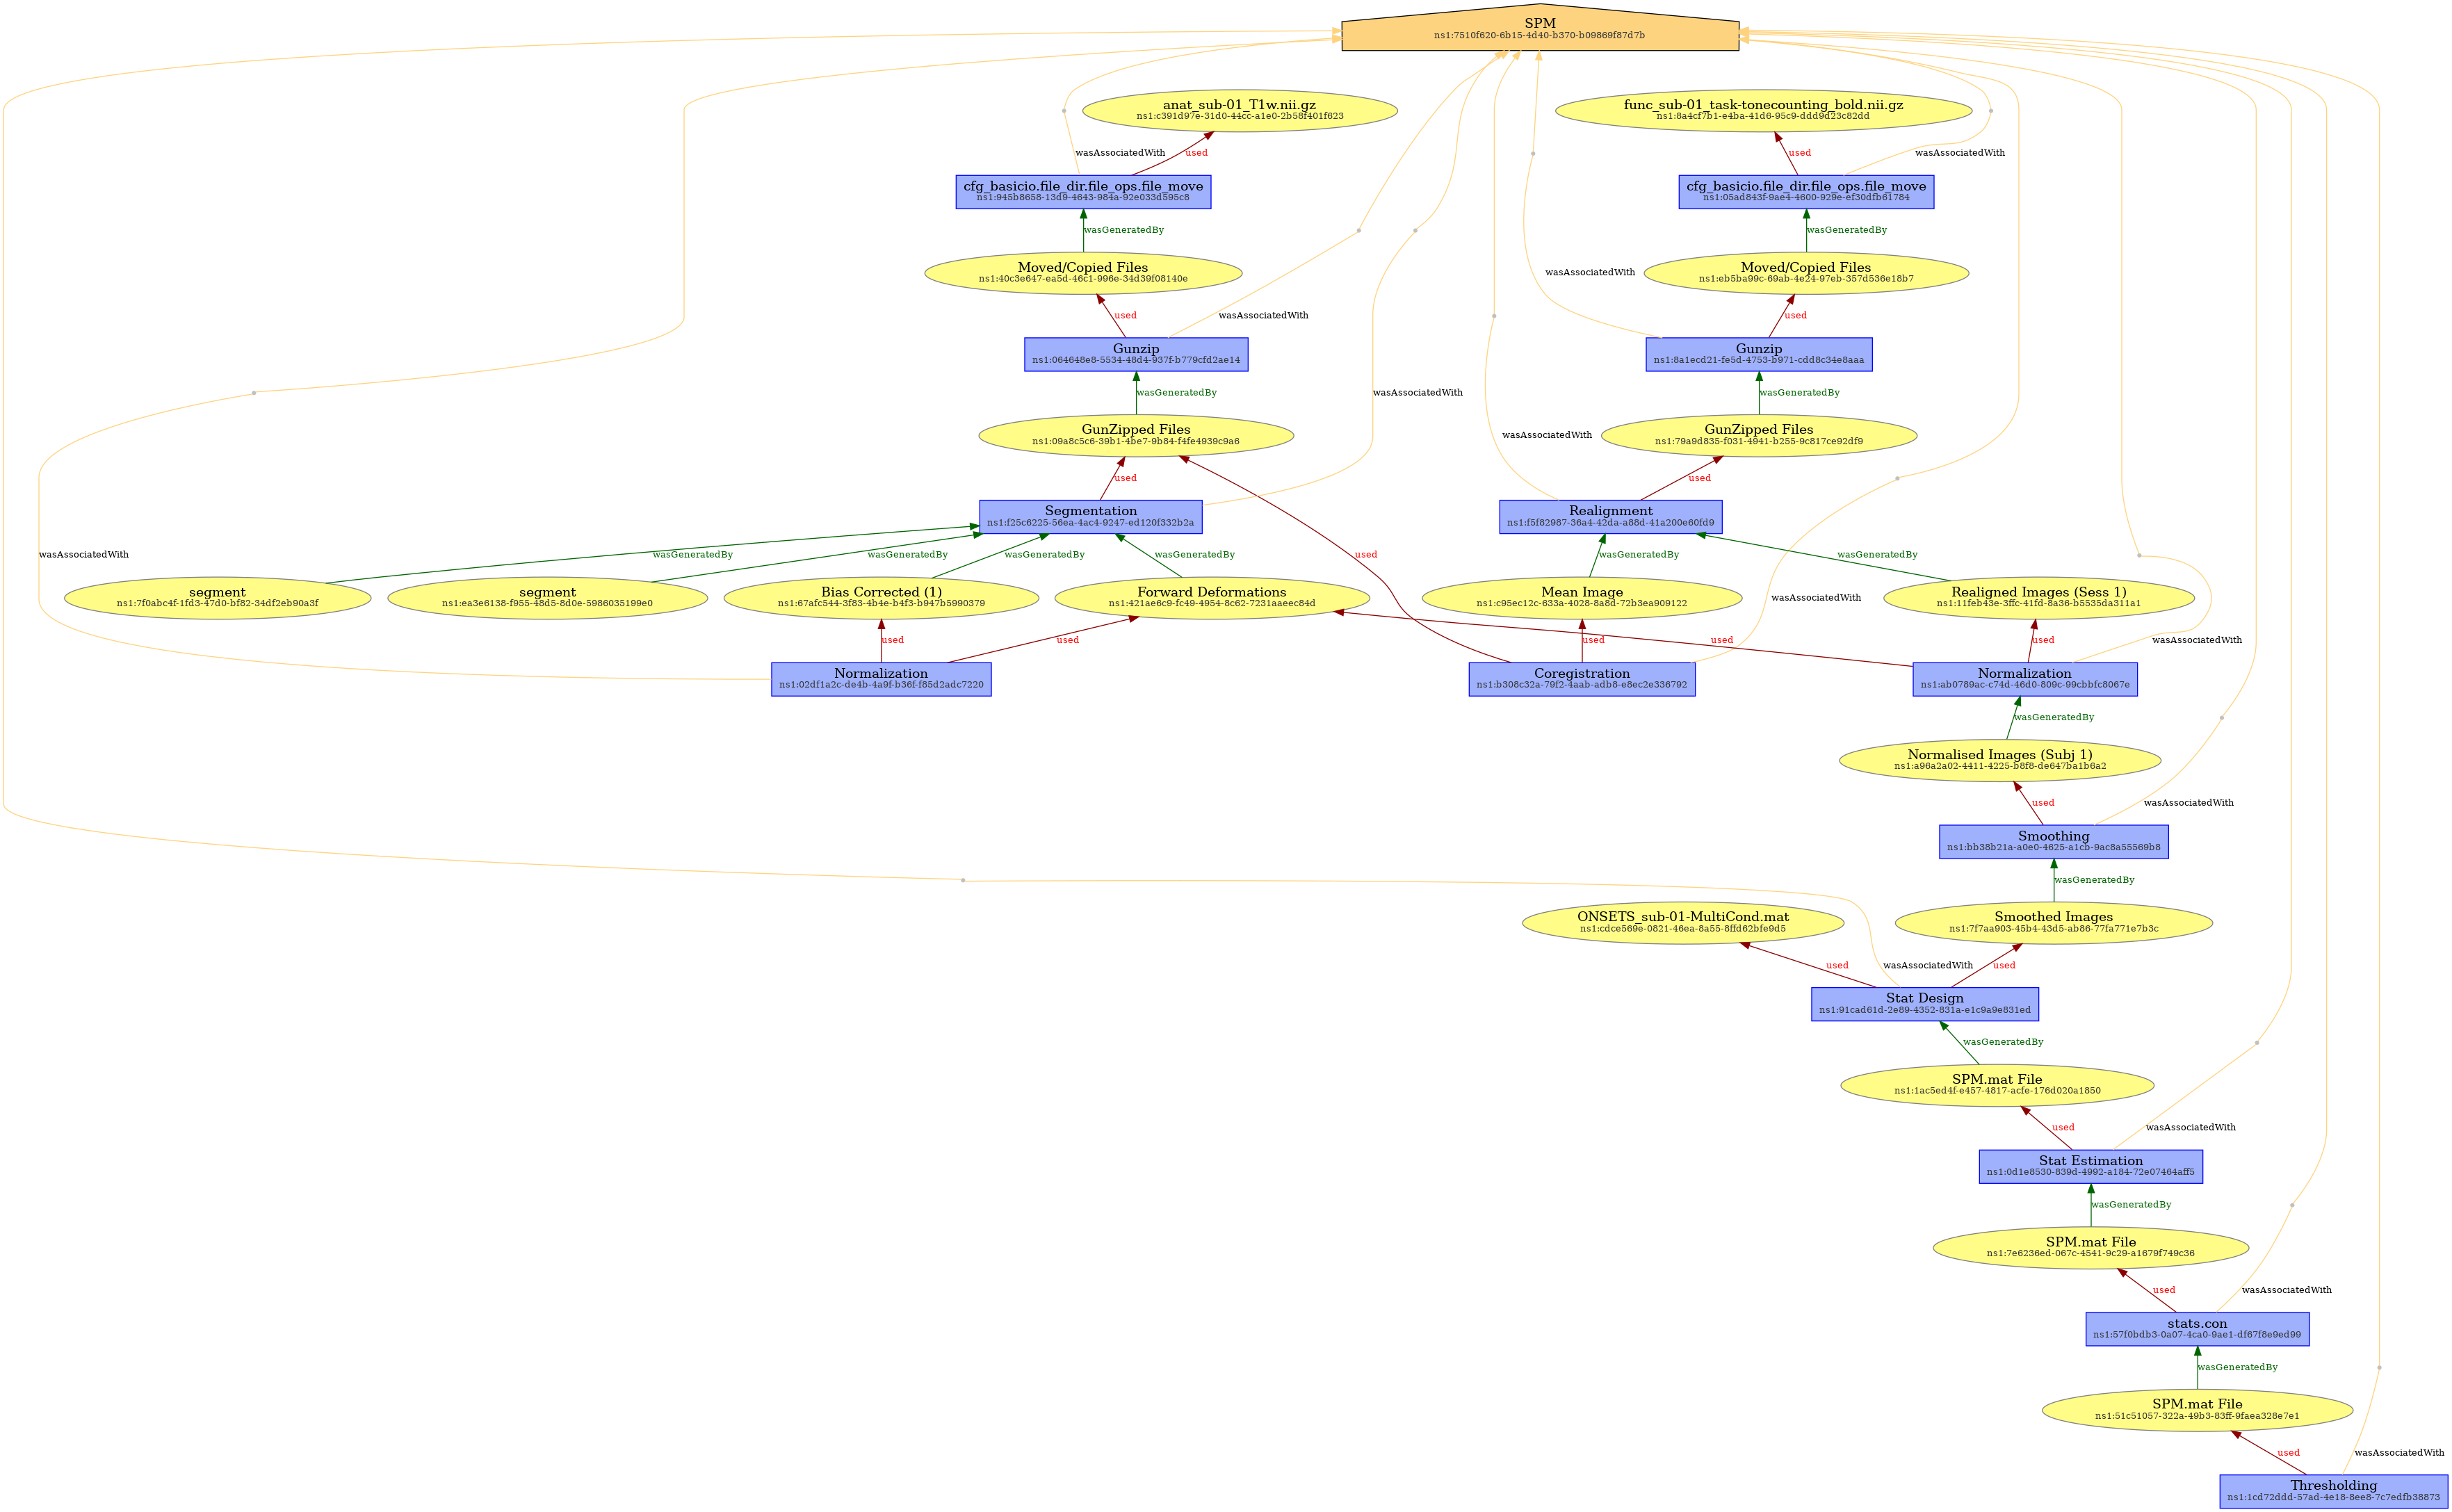 SPM
ns1:7510f620-6b15-4d40-b370-b09869f87d7b
anat_sub-01_T1w.nii.gz
ns1:c391d97e-31d0-44cc-a1e0-2b58f401f623
func_sub-01_task-tonecounting_bold.nii.gz
ns1:8a4cf7b1-e4ba-41d6-95c9-ddd9d23c82dd
wasAssociatedWith
used
used
wasAssociatedWith
cfg_basicio.file_dir.file_ops.file_move
ns1:945b8658-13d9-4643-984a-92e033d595c8
cfg_basicio.file_dir.file_ops.file_move
ns1:05ad843f-9ae4-4600-929e-ef30dfb61784
wasGeneratedBy
wasGeneratedBy
Moved/Copied Files
ns1:40c3e647-ea5d-46c1-996e-34d39f08140e
wasAssociatedWith
Moved/Copied Files
ns1:eb5ba99c-69ab-4e24-97eb-357d536e18b7
used
wasAssociatedWith
used
Gunzip
ns1:064648e8-5534-48d4-937f-b779cfd2ae14
Gunzip
ns1:8a1ecd21-fe5d-4753-b971-cdd8c34e8aaa
wasGeneratedBy
wasAssociatedWith
wasGeneratedBy
GunZipped Files
ns1:09a8c5c6-39b1-4be7-9b84-f4fe4939c9a6
wasAssociatedWith
GunZipped Files
ns1:79a9d835-f031-4941-b255-9c817ce92df9
used
used
Segmentation
ns1:f25c6225-56ea-4ac4-9247-ed120f332b2a
Realignment
ns1:f5f82987-36a4-42da-a88d-41a200e60fd9
wasAssociatedWith
wasGeneratedBy
wasGeneratedBy
wasGeneratedBy
wasGeneratedBy
used
wasGeneratedBy
wasGeneratedBy
segment
ns1:7f0abc4f-1fd3-47d0-bf82-34df2eb90a3f
segment
ns1:ea3e6138-f955-48d5-8d0e-5986035199e0
Bias Corrected (1)
ns1:67afc544-3f83-4b4e-b4f3-b947b5990379
Forward Deformations
ns1:421ae6c9-fc49-4954-8c62-7231aaeec84d
Mean Image
ns1:c95ec12c-633a-4028-8a8d-72b3ea909122
wasAssociatedWith
Realigned Images (Sess 1)
ns1:11feb43e-3ffc-41fd-8a36-b5535da311a1
used
used
used
used
used
wasAssociatedWith
Normalization
ns1:02df1a2c-de4b-4a9f-b36f-f85d2adc7220
Coregistration
ns1:b308c32a-79f2-4aab-adb8-e8ec2e336792
Normalization
ns1:ab0789ac-c74d-46d0-809c-99cbbfc8067e
wasGeneratedBy
Normalised Images (Subj 1)
ns1:a96a2a02-4411-4225-b8f8-de647ba1b6a2
used
wasAssociatedWith
Smoothing
ns1:bb38b21a-a0e0-4625-a1cb-9ac8a55569b8
wasGeneratedBy
ONSETS_sub-01-MultiCond.mat
ns1:cdce569e-0821-46ea-8a55-8ffd62bfe9d5
Smoothed Images
ns1:7f7aa903-45b4-43d5-ab86-77fa771e7b3c
used
wasAssociatedWith
used
Stat Design
ns1:91cad61d-2e89-4352-831a-e1c9a9e831ed
wasGeneratedBy
SPM.mat File
ns1:1ac5ed4f-e457-4817-acfe-176d020a1850
used
wasAssociatedWith
Stat Estimation
ns1:0d1e8530-839d-4992-a184-72e07464aff5
wasGeneratedBy
SPM.mat File
ns1:7e6236ed-067c-4541-9c29-a1679f749c36
used
wasAssociatedWith
stats.con
ns1:57f0bdb3-0a07-4ca0-9ae1-df67f8e9ed99
wasGeneratedBy
SPM.mat File
ns1:51c51057-322a-49b3-83ff-9faea328e7e1
used
wasAssociatedWith
Thresholding
ns1:1cd72ddd-57ad-4e18-8ee8-7c7edfb38873